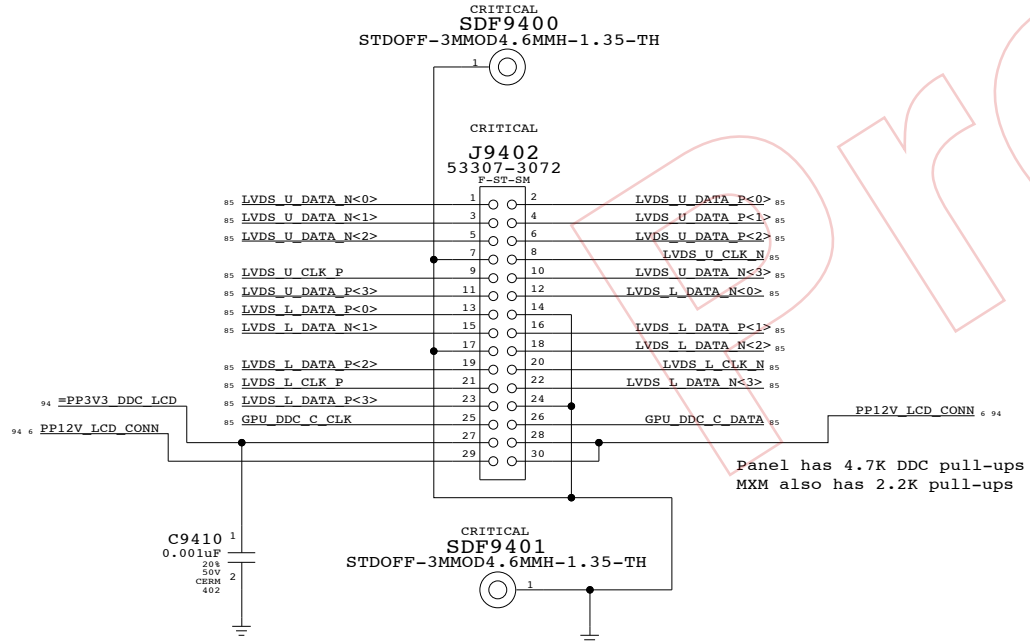 CRITICAL
SDF9400
STDOFF-3MMOD4.6MMH-1.35-TH
1
CRITICAL
J9402
53307-3072
F-ST-SM
85 LVDS_U_DATA_N<0> 1 2 LVDS_U_DATA_P<0> 85
85 LVDS_U_DATA_N<1> 3 4 LVDS_U_DATA_P<1> 85
85 LVDS_U_DATA_N<2> 5 6 LVDS_U_DATA_P<2> 85
7 8 LVDS_U_CLK_N 85
85 LVDS_U_CLK_P 9 10 LVDS_U_DATA_N<3> 85
85 LVDS_U_DATA_P<3> 11 12 LVDS_L_DATA_N<0> 85
85 LVDS_L_DATA_P<0> 13 14
85 LVDS_L_DATA_N<1> 15 16 LVDS_L_DATA_P<1> 85
17 18 LVDS_L_DATA_N<2> 85
85 LVDS_L_DATA_P<2> 19 20 LVDS_L_CLK_N 85
85 LVDS_L_CLK_P 21 22 LVDS_L_DATA_N<3> 85
85 LVDS_L_DATA_P<3> 23 24
94 =PP3V3_DDC_LCD
85 GPU_DDC_C_CLK 25 26 GPU_DDC_C_DATA 85
PP12V_LCD_CONN 6 94
94 6 PP12V_LCD_CONN
27 28
29 30
Panel has 4.7K DDC pull-ups
MXM also has 2.2K pull-ups
C9410 1
0.001uF
20%
50V
CERM 2
402
CRITICAL
SDF9401
STDOFF-3MMOD4.6MMH-1.35-TH
1
Pr